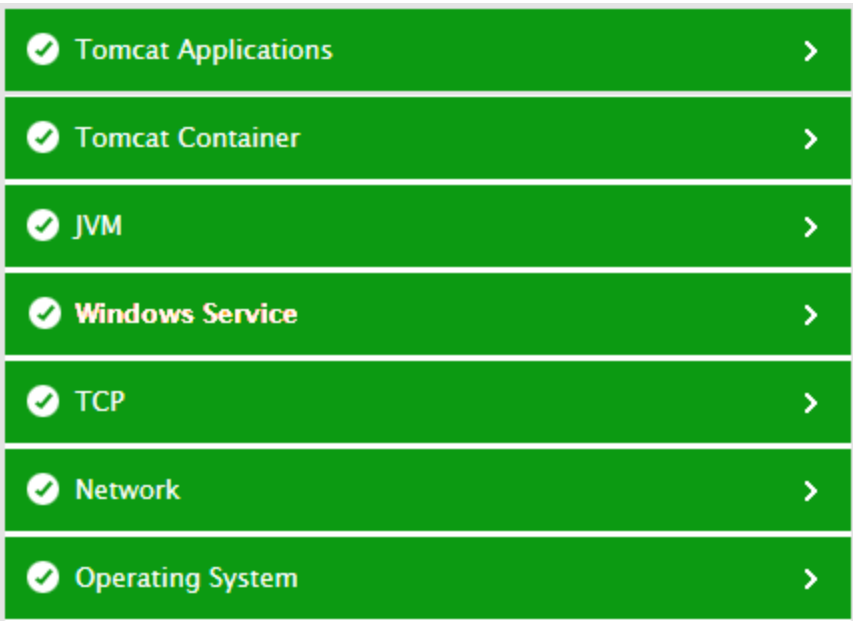 Tomcat Applications
Tomcat Container
JVM
Windows Service
TCP
Network
Operating System